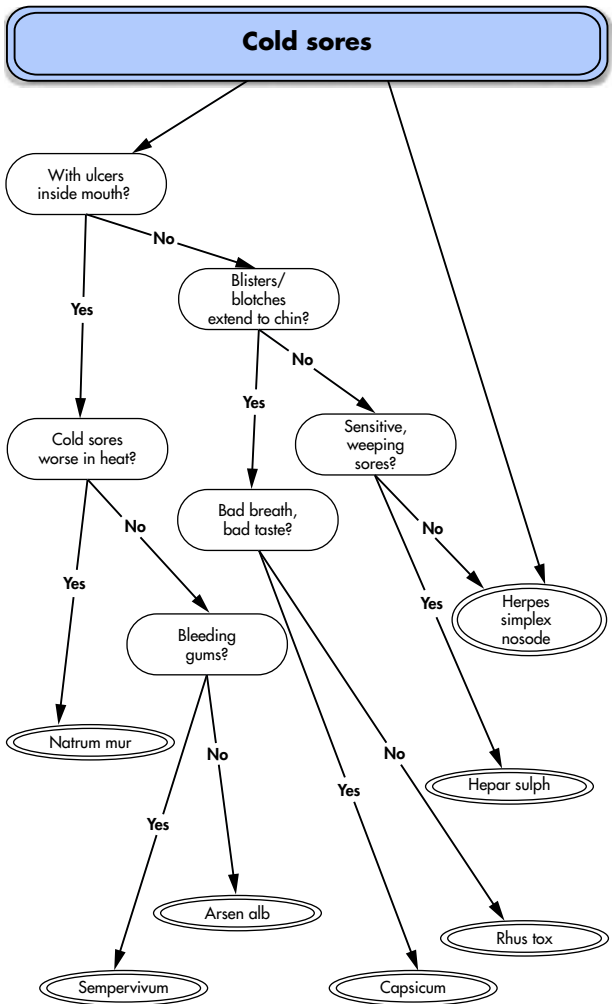 Cold sores
With ulcers
inside mouth?
No
Blisters/
blotches
extend to chin?
Yes
No
Yes
Sensitive,
weeping
sores?
Cold sores
worse in heat?
Bad breath,
bad taste?
No
No
Yes
Yes
Herpes
simplex
nosode
Bleeding
gums?
Natrum mur
No
No
Hepar sulph
Yes
Yes
Arsen alb
Rhus tox
Sempervivum
Capsicum